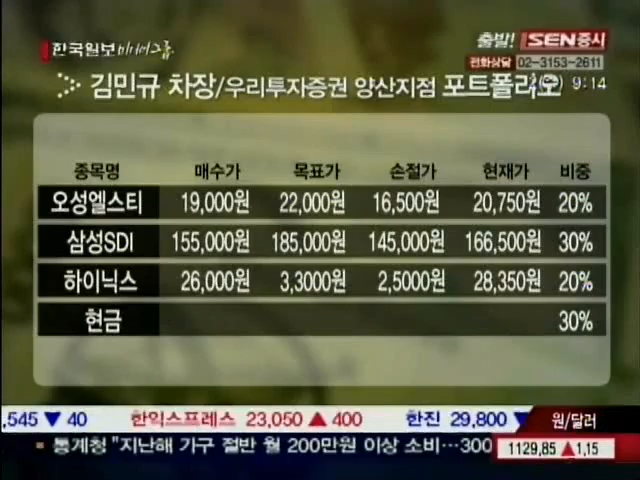 한국일보 미디어그룹
출발! SEN증시
전화상담 02-3153-2611
9:14
김민규 차장/우리투자증권 양산지점 포트폴리오
종목명 매수가 목표가 손절가 현재가 비중
오성엘스티 19,000원 22,000원 16,500원 20,750원 20%
삼성SDI 155,000원 185,000원 145,000원 166,500원 30%
하이닉스 26,000원 3,3000원 2,5000원 28,350원 20%
현금 30%
,545 ▼ 40 한익스프레스 23,050 ▲ 400 한진 29,800 ▼ 원/달러
▪ 통계청 "지난해 가구 절반 월 200만원 이상 소비…300 1129,85 ▲1,15